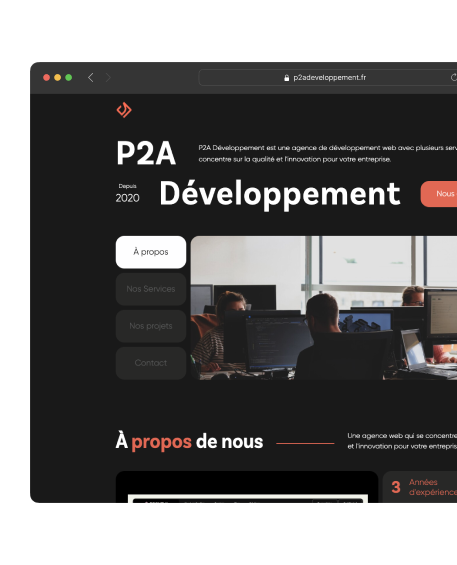 p2adeveloppement.fr
P2A
P2A Développement est une agence de développement web avec plusieurs serv
concentre sur la qualité et l'innovation pour votre entreprise.
Depuis
2020
Développement
Nous
À propos
Nos Services
Nos projets
Contact
À propos de nous
Une agence web qui se concentre
et l'innovation pour votre entrepris
3
Années
d'expérience